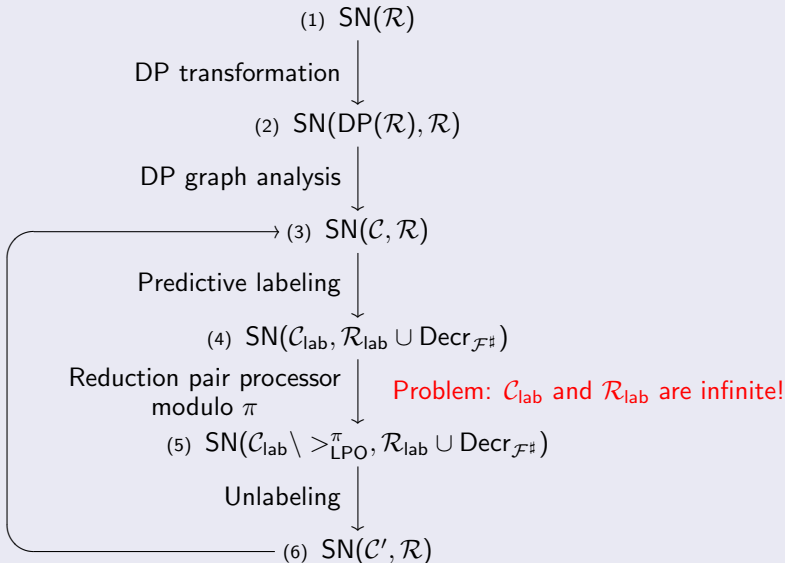 (1) SN(ℛ)
DP transformation
(2) SN(DP(ℛ), ℛ)
DP graph analysis
(3) SN(𝒞, ℛ)
Predictive labeling
(4) SN(𝒞lab, ℛlab ∪ Decrℱ♯)
Reduction pair processor
modulo π
Problem: 𝒞lab and ℛlab are infinite!
(5) SN(𝒞lab\ >πLPO, ℛlab ∪ Decrℱ♯)
Unlabeling
(6) SN(𝒞′, ℛ)